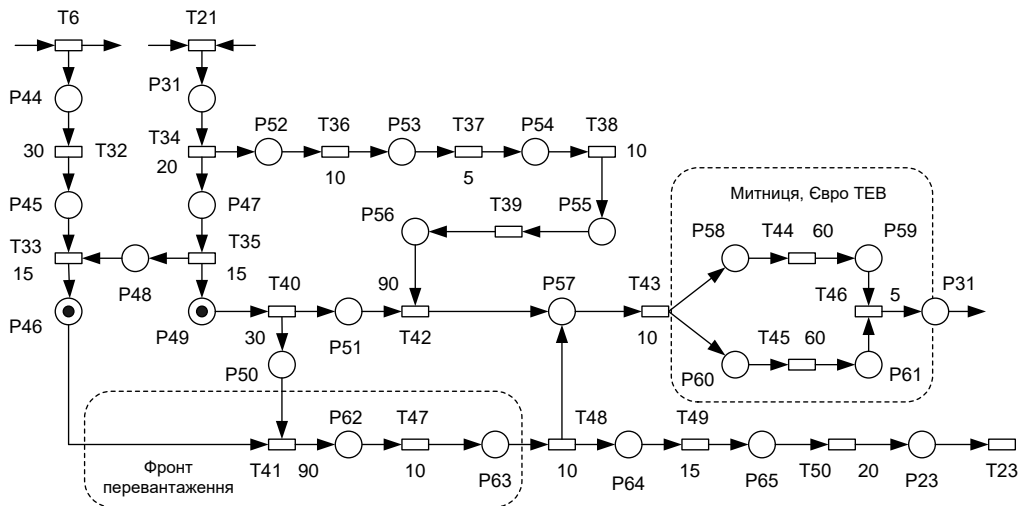 T6
T21
P44
P31
30
T32
T34
20
P52
T36
P53
T37
P54
T38
10
10
5
Митниця, Євро ТЕВ
P45
P47
P56
T39
P55
P58
T44
60
P59
T33
15
T35
15
P48
90
P57
T43
T46
5
P31
T40
P46
P49
30
P51
T42
10
T45
60
P60
P61
P50
P62
T47
T48
T49
Фронт
перевантаження
T41
90
10
P63
10
P64
15
P65
T50
20
P23
T23